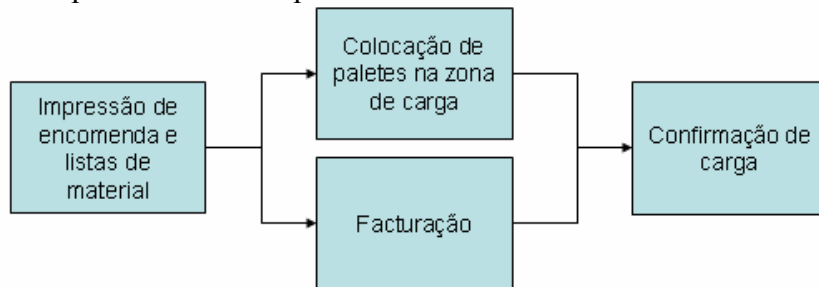 Impressão de
encomenda e
listas de
material
Colocação de
paletes na zona
de carga
Facturação
Confirmação de
carga